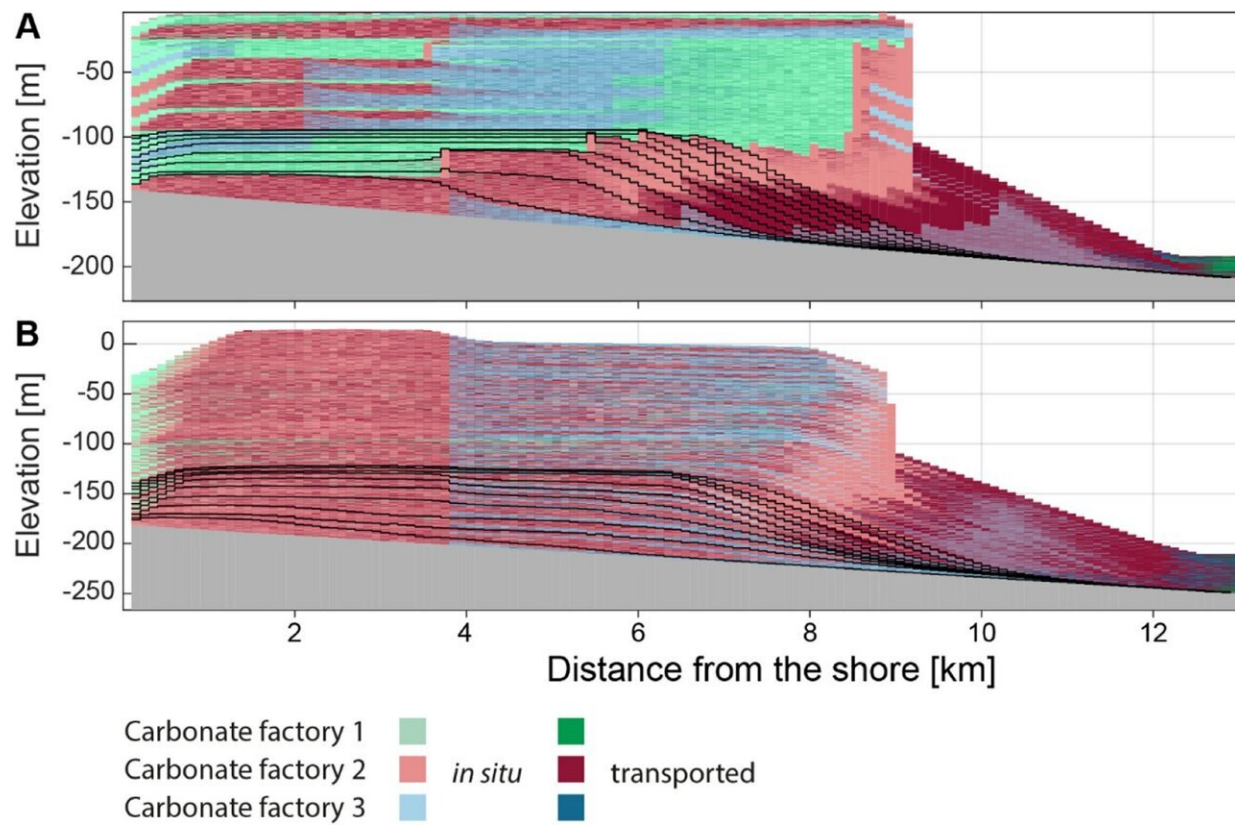 A
Elevation [m]
-50
-100
-150
-200
B
Elevation [m]
0
-50
-100
-150
-200
-250
2 4 6 8 10 12
Distance from the shore [km]
Carbonate factory 1
Carbonate factory 2 in situ transported
Carbonate factory 3